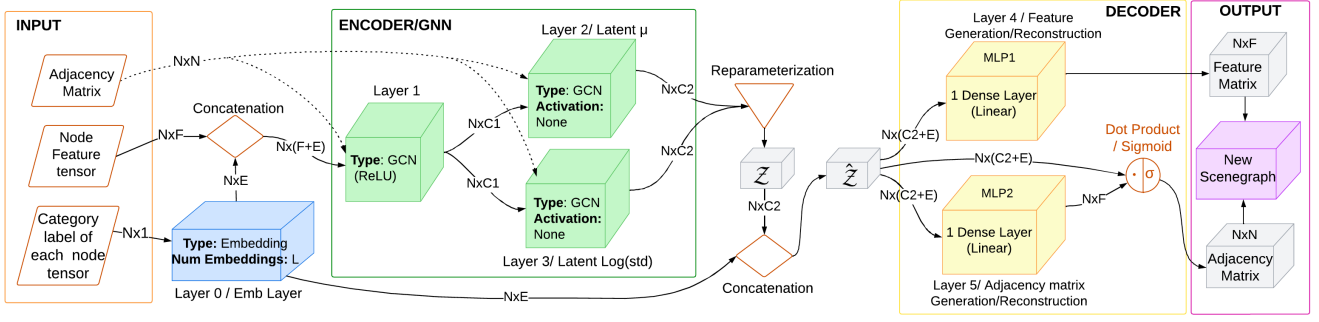 INPUT
Adjacency
Matrix
Node
Feature
tensor
Category
label of
each node
tensor
NxN
NxF
Nx1
Concatenation
NxE
Nx(F+E)
Type: Embedding
Num Embeddings: L
Layer 0 / Emb Layer
ENCODER/GNN
Layer 1
Type: GCN
(ReLU)
NxC1
NxC1
Layer 2/ Latent μ
Type: GCN
Activation:
None
Type: GCN
Activation:
None
Layer 3/ Latent Log(std)
NxC2
NxC2
NxE
Reparameterization
Z
NxC2
Concatenation
Ẑ
Nx(C2+E)
Nx(C2+E)
Nx(C2+E)
DECODER
Layer 4 / Feature
Generation/Reconstruction
MLP1
1 Dense Layer
(Linear)
MLP2
1 Dense Layer
(Linear)
Layer 5/ Adjacency matrix
Generation/Reconstruction
NxF
Dot Product
/ Sigmoid
· σ
OUTPUT
NxF
Feature
Matrix
New
Scenegraph
NxN
Adjacency
Matrix